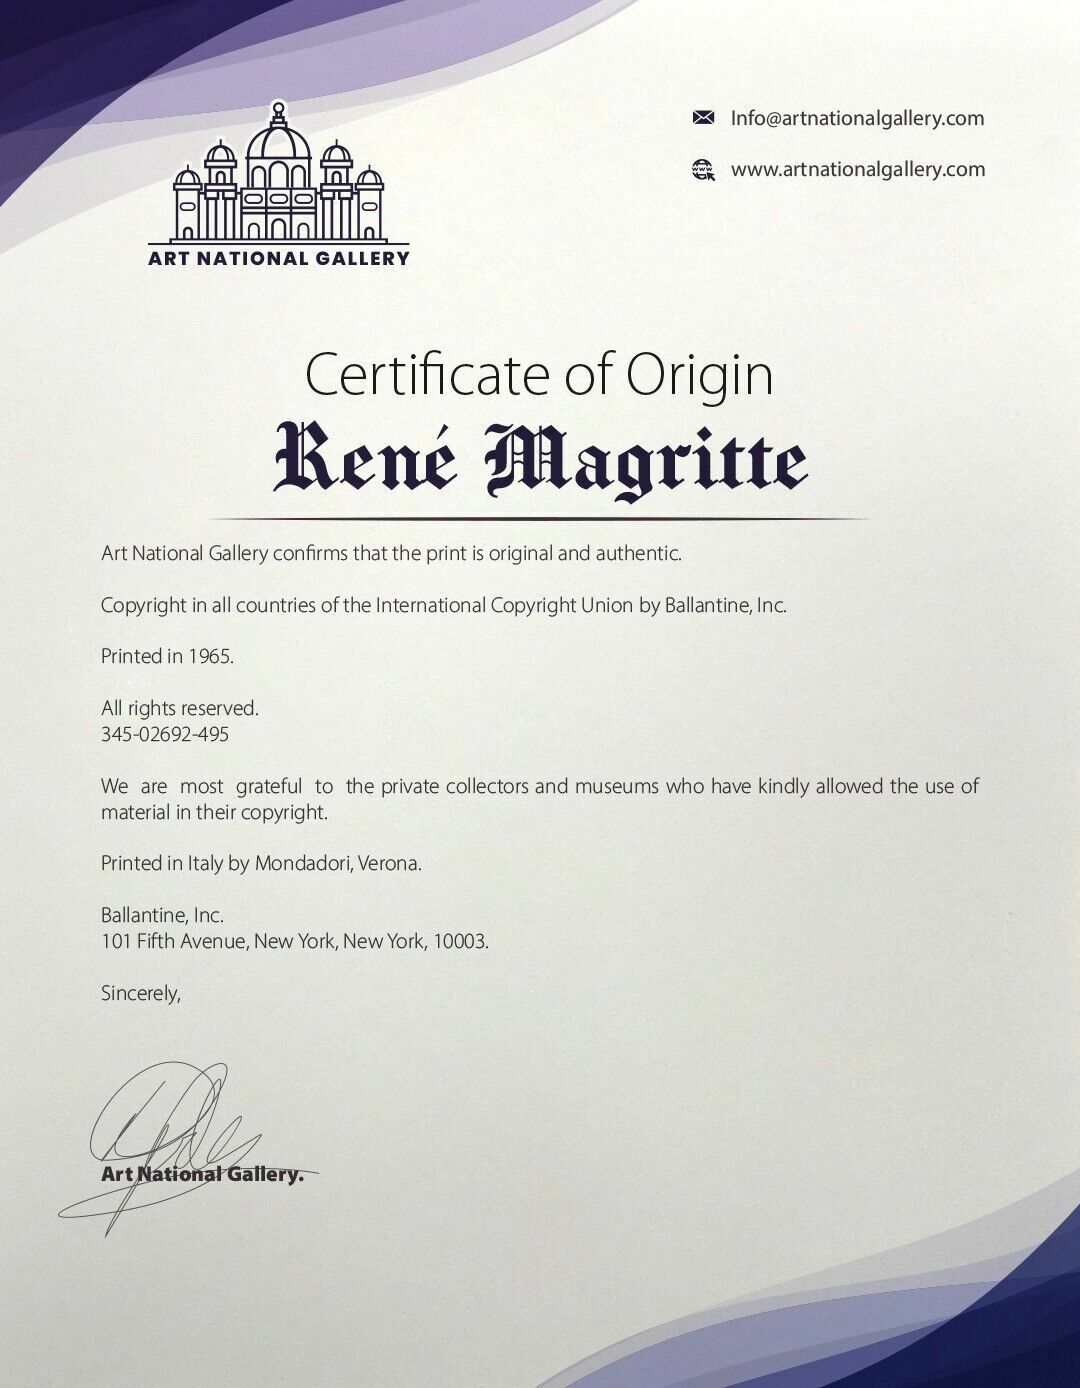 Info@artnationalgallery.com
www.artnationalgallery.com
ART NATIONAL GALLERY
Certificate of Origin
René Magritte
Art National Gallery confirms that the print is original and authentic.
Copyright in all countries of the International Copyright Union by Ballantine, Inc.
Printed in 1965.
All rights reserved.
345-02692-495
We are most grateful to the private collectors and museums who have kindly allowed the use of
material in their copyright.
Printed in Italy by Mondadori, Verona.
Ballantine, Inc.
101 Fifth Avenue, New York, New York, 10003.
Sincerely,
Art National Gallery.